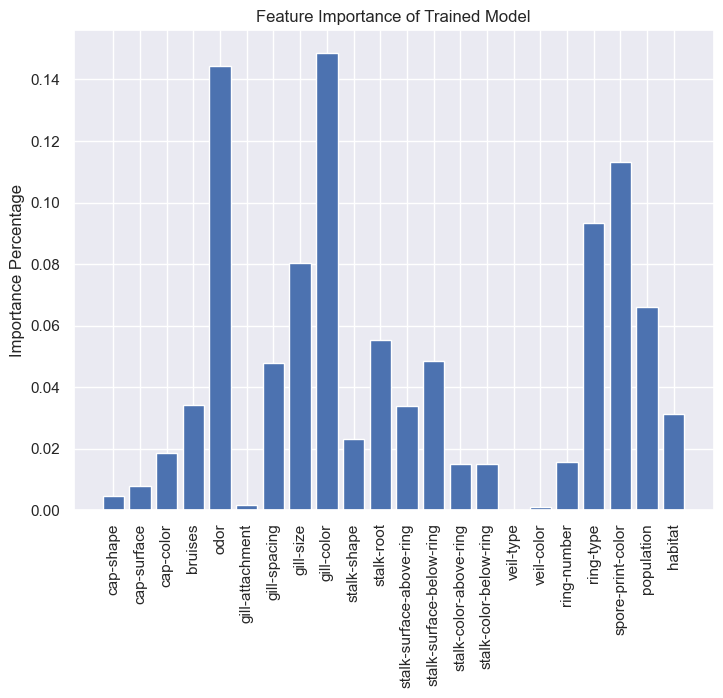 Feature Importance of Trained Model
Importance Percentage
0.14
0.12
0.10
0.08
0.06
0.04
0.02
0.00
cap-shape
cap-surface
cap-color
bruises
odor
gill-attachment
gill-spacing
gill-size
gill-color
stalk-shape
stalk-root
stalk-surface-above-ring
stalk-surface-below-ring
stalk-color-above-ring
stalk-color-below-ring
veil-type
veil-color
ring-number
ring-type
spore-print-color
population
habitat